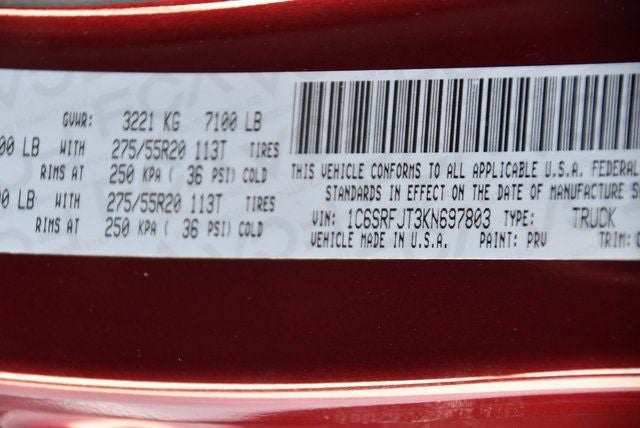 GVWR: 3221 KG 7100 LB
00 LB WITH 275/55R20 113T TIRES
RIMS AT 250 KPA ( 36 PSI) COLD
00 LB WITH 275/55R20 113T TIRES
RIMS AT 250 KPA ( 36 PSI) COLD
THIS VEHICLE CONFORMS TO ALL APPLICABLE U.S.A. FEDERAL
STANDARDS IN EFFECT ON THE DATE OF MANUFACTURE S
VIN: 1C6SRFJT3KN697803 TYPE: TRUCK
VEHICLE MADE IN U.S.A. PAINT: PRV TRIM: